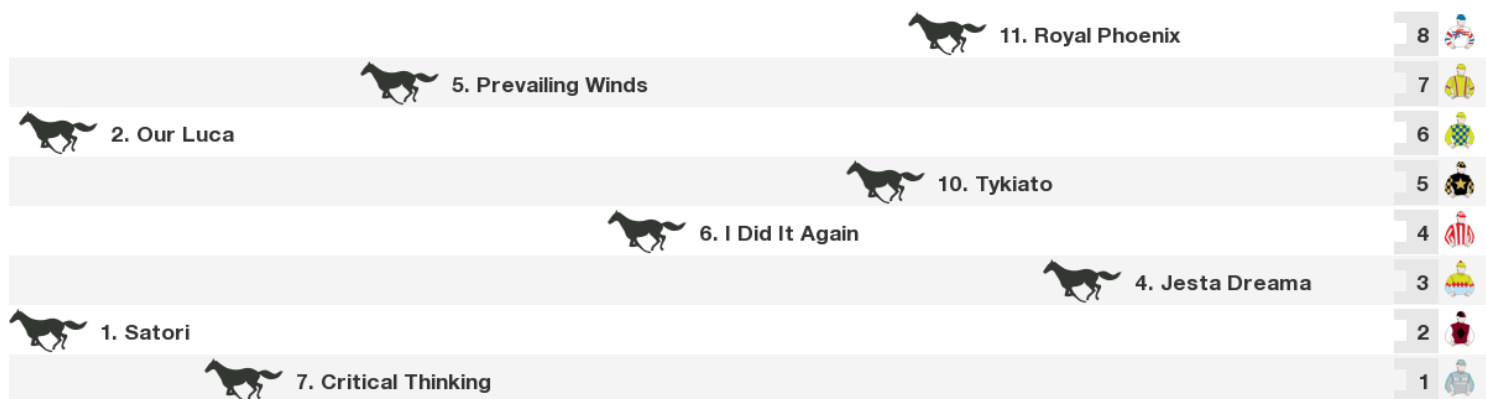 11. Royal Phoenix 8
5. Prevailing Winds 7
2. Our Luca 6
10. Tykiato 5
6. I Did It Again 4
4. Jesta Dreama 3
1. Satori 2
7. Critical Thinking 1